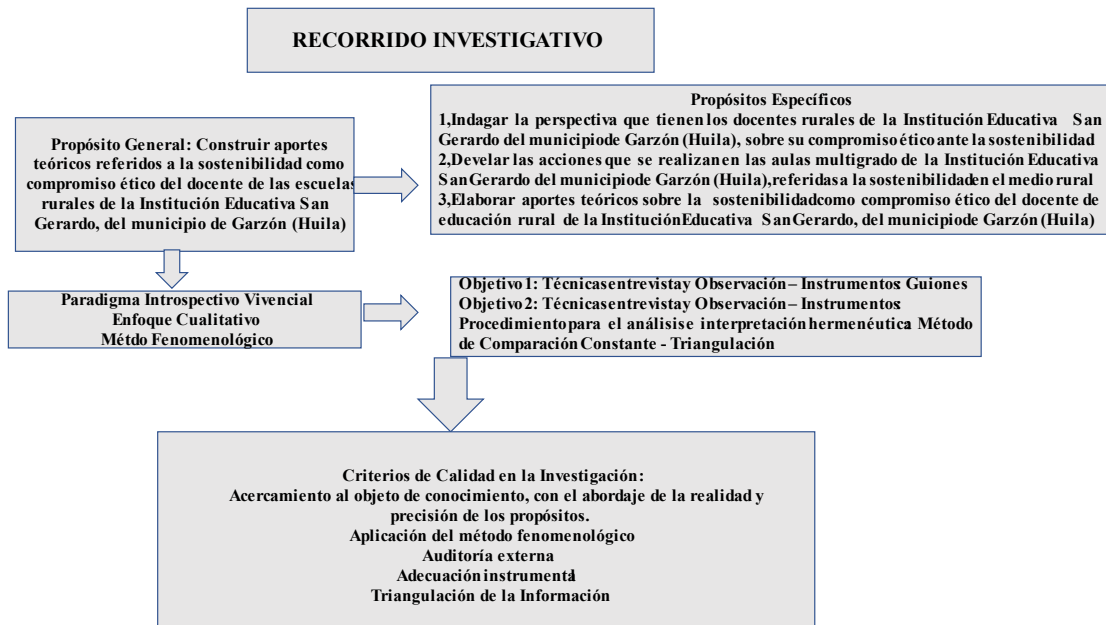 RECORRIDO INVESTIGATIVO
Propósito General: Construir aportes
teóricos referidos a la sostenibilidad como
compromiso ético del docente de las escuelas
rurales de la Institución Educativa San
Gerardo, del municipio de Garzón (Huila)
Propósitos Específicos
1,Indagar la perspectiva que tienen los docentes rurales de la Institución Educativa San
Gerardo del municipiode Garzón (Huila), sobre su compromiso ético ante la sostenibilidad
2,Develar las acciones que se realizan en las aulas multigrado de la Institución Educativa
San Gerardo del municipiode Garzón (Huila),referidas a la sostenibilidad en el medio rural
3,Elaborar aportes teóricos sobre la sostenibilidad como compromiso ético del docente de
educación rural de la Institución Educativa San Gerardo, del municipiode Garzón (Huila)
Paradigma Introspectivo Vivencial
Enfoque Cualitativo
Métdo Fenomenológico
Objetivo 1: Técnicas entrevista y Observación – Instrumentos: Guiones
Objetivo 2: Técnicas entrevista y Observación – Instrumentos:
Procedimiento para el análisis e interpretación hermenéutica: Método
de Comparación Constante - Triangulación
Criterios de Calidad en la Investigación:
Acercamiento al objeto de conocimiento, con el abordaje de la realidad y
precisión de los propósitos.
Aplicación del método fenomenológico
Auditoría externa
Adecuación instrumental
Triangulación de la Información